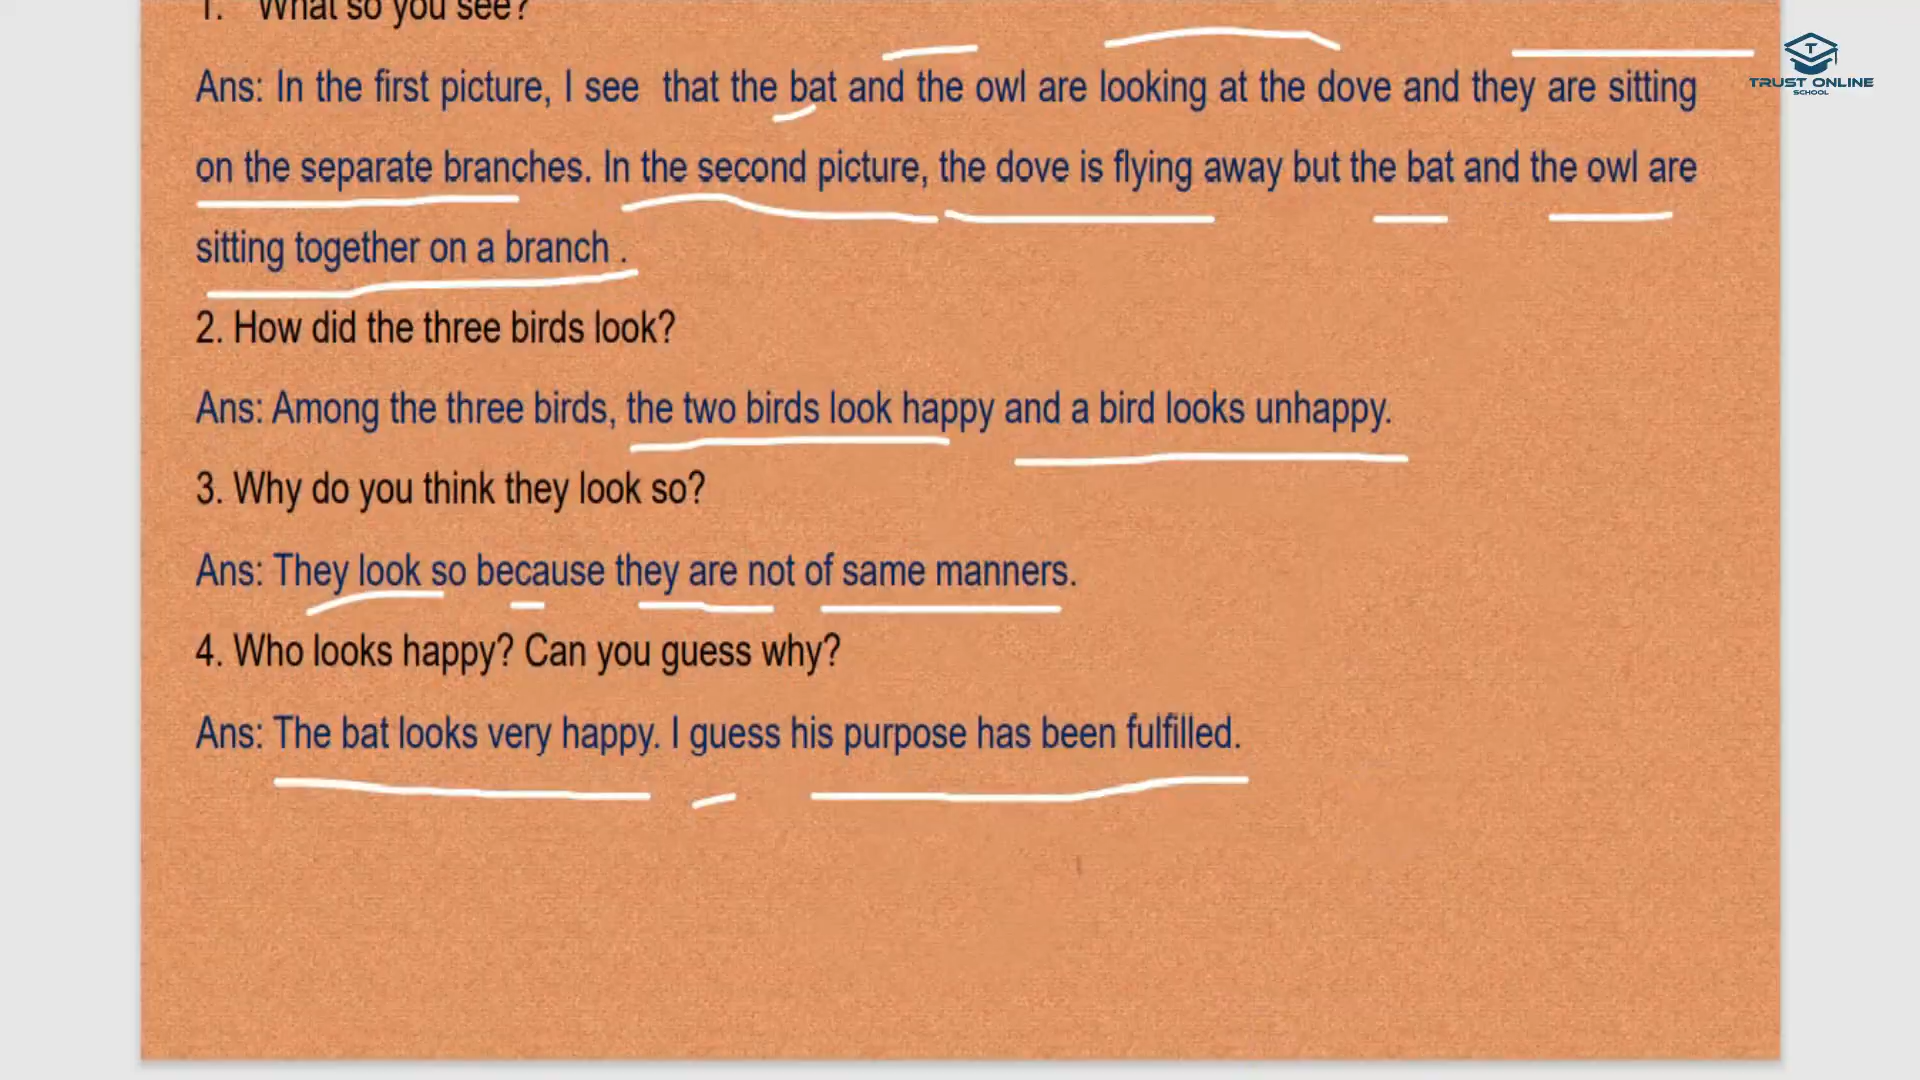 1. What so you see?
Ans: In the first picture, I see that the bat and the owl are looking at the dove and they are sitting
on the separate branches. In the second picture, the dove is flying away but the bat and the owl are
sitting together on a branch .
2. How did the three birds look?
Ans: Among the three birds, the two birds look happy and a bird looks unhappy.
3. Why do you think they look so?
Ans: They look so because they are not of same manners.
4. Who looks happy? Can you guess why?
Ans: The bat looks very happy. I guess his purpose has been fulfilled.
T
TRUST ONLINE
SCHOOL